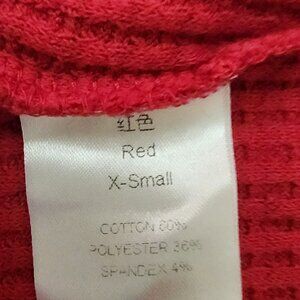 红色
Red
X-Small
COTTON 60%
POLYESTER 36%
SPANDEX 4%